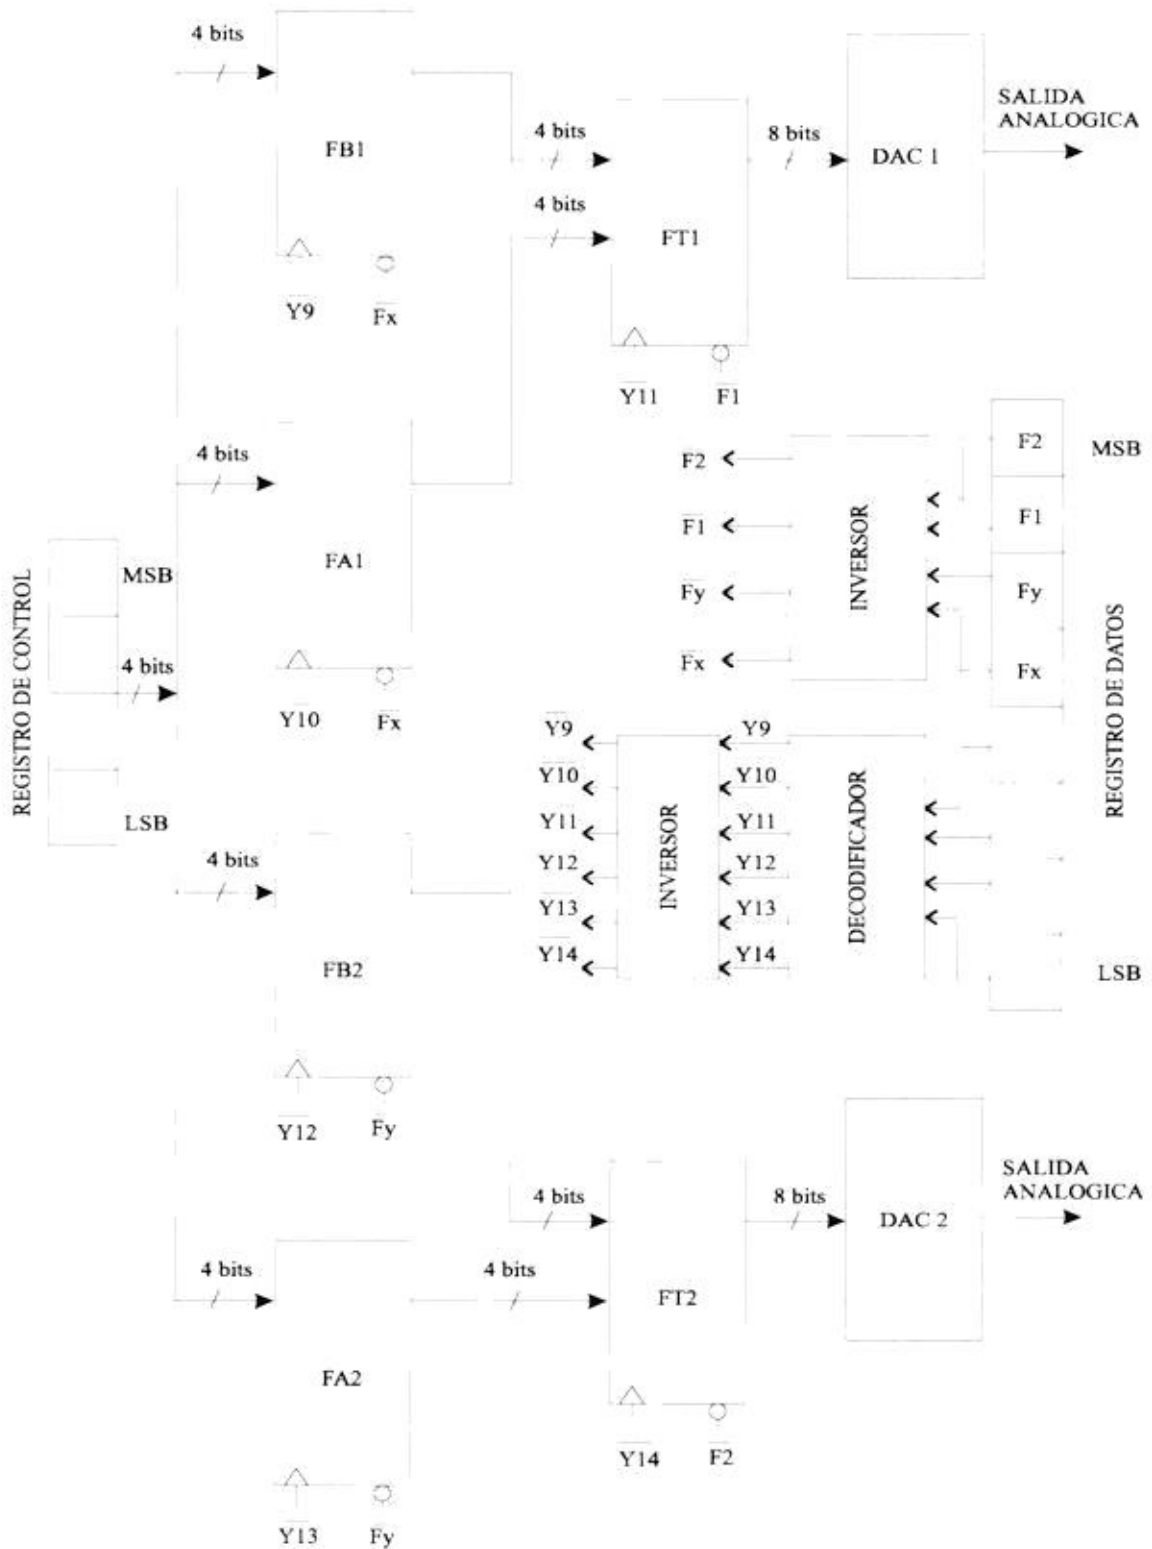 4 bits
FB1
Y9
Fx
4 bits
4 bits
FT1
Y11
F1
8 bits
DAC 1
SALIDA
ANALOGICA
4 bits
FA1
Y10
Fx
REGISTRO DE CONTROL
MSB
4 bits
LSB
F2
F1
Fy
Fx
INVERSOR
F2
F1
Fy
Fx
MSB
REGISTRO DE DATOS
LSB
Y9
Y10
Y11
Y12
Y13
Y14
INVERSOR
Y9
Y10
Y11
Y12
Y13
Y14
DECODIFICADOR
4 bits
FB2
Y12
Fy
4 bits
FA2
Y13
Fy
4 bits
4 bits
FT2
Y14
F2
8 bits
DAC 2
SALIDA
ANALOGICA